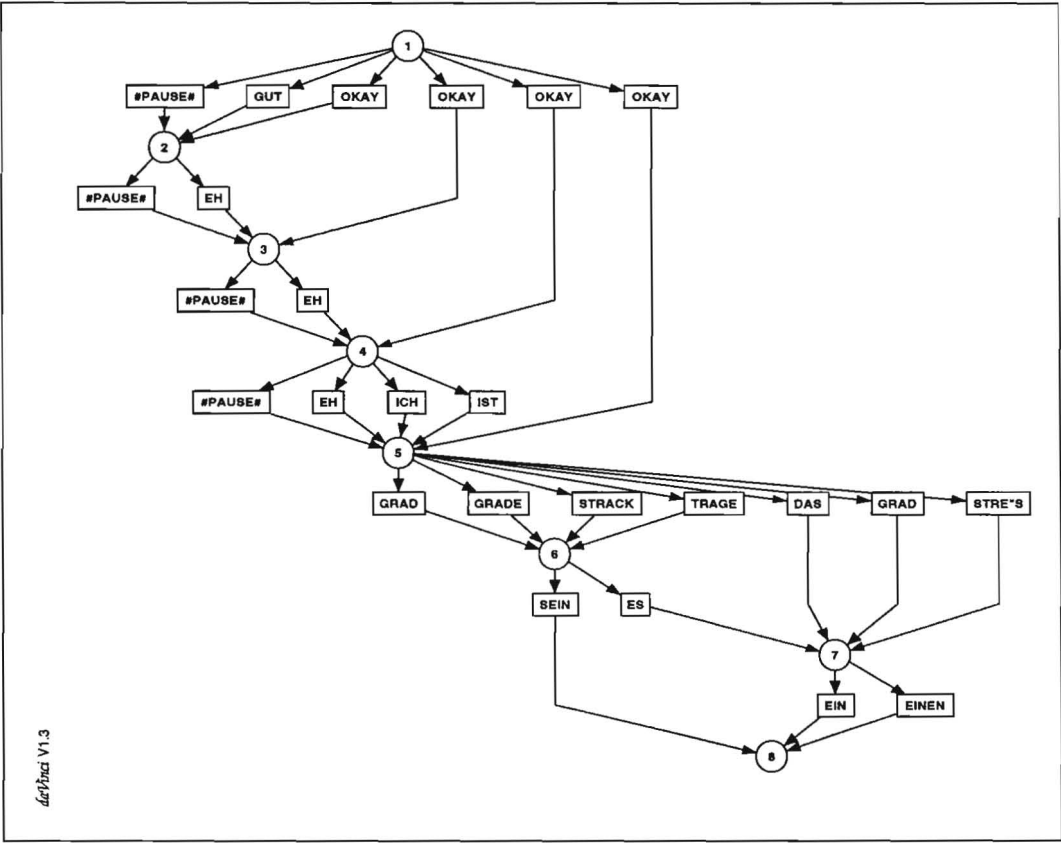 1
#PAUSE# GUT OKAY OKAY OKAY OKAY
2
#PAUSE# EH
3
#PAUSE# EH
4
#PAUSE# EH ICH IST
5
GRAD GRADE STRACK TRAGE DAS GRAD STRE"S
6
SEIN ES
7
EIN EINEN
8
daVinci V1.3